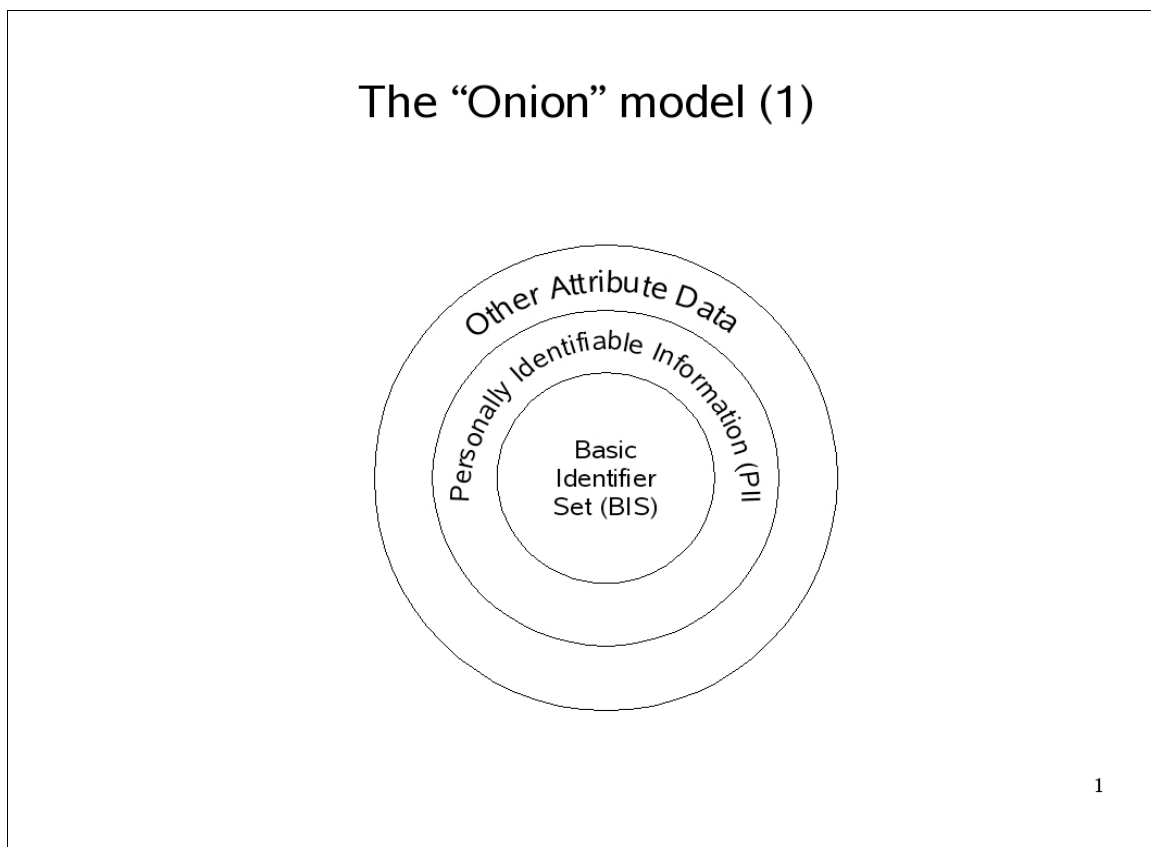 The “Onion” model (1)
Other Attribute Data
Personally Identifiable Information (PII
Basic
Identifier
Set (BIS)
1